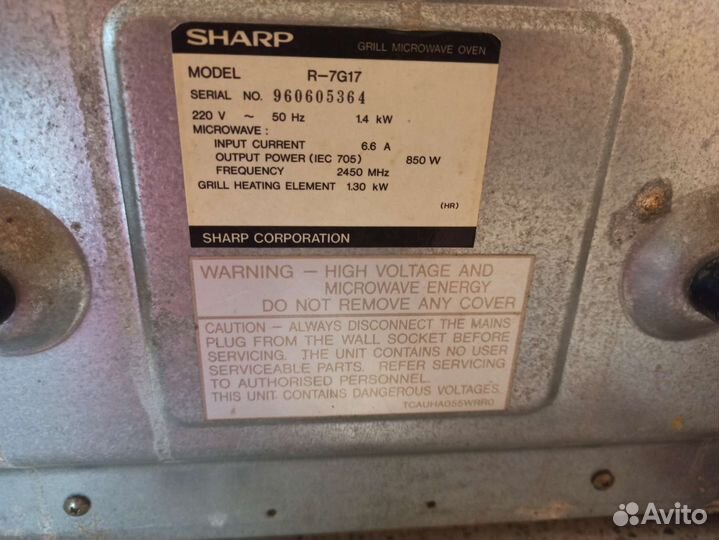 SHARP GRILL MICROWAVE OVEN
MODEL R-7G17
SERIAL NO. 960605364
220 V ~ 50 Hz 1.4 kW
MICROWAVE :
INPUT CURRENT 6.6 A
OUTPUT POWER (IEC 705) 850 W
FREQUENCY 2450 MHz
GRILL HEATING ELEMENT 1.30 kW
(HR)
SHARP CORPORATION
WARNING – HIGH VOLTAGE AND
MICROWAVE ENERGY
DO NOT REMOVE ANY COVER
CAUTION – ALWAYS DISCONNECT THE MAINS
PLUG FROM THE WALL SOCKET BEFORE
SERVICING. THE UNIT CONTAINS NO USER
SERVICEABLE PARTS. REFER SERVICING
TO AUTHORISED PERSONNEL.
THIS UNIT CONTAINS DANGEROUS VOLTAGES.
TCAUHA055WRR0
Avito